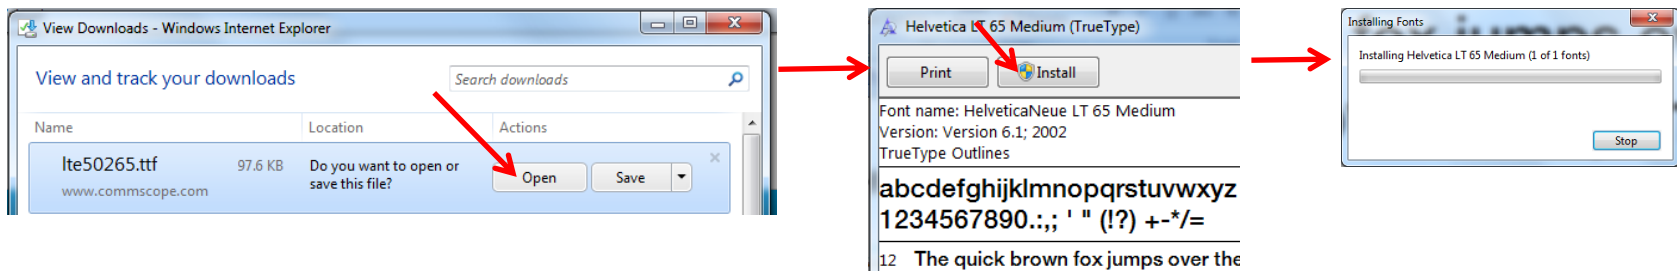 View Downloads - Windows Internet Explorer
View and track your downloads
Search downloads
Name Location Actions
lte50265.ttf 97.6 KB Do you want to open or
save this file?
www.commscope.com
Open Save
Helvetica LT 65 Medium (TrueType)
Print Install
Font name: HelveticaNeue LT 65 Medium
Version: Version 6.1; 2002
TrueType Outlines
abcdefghijklmnopqrstuvwxyz
1234567890.:,; ' " (!?) +-*/=
12 The quick brown fox jumps over the
Installing Fonts
Installing Helvetica LT 65 Medium (1 of 1 fonts)
Stop